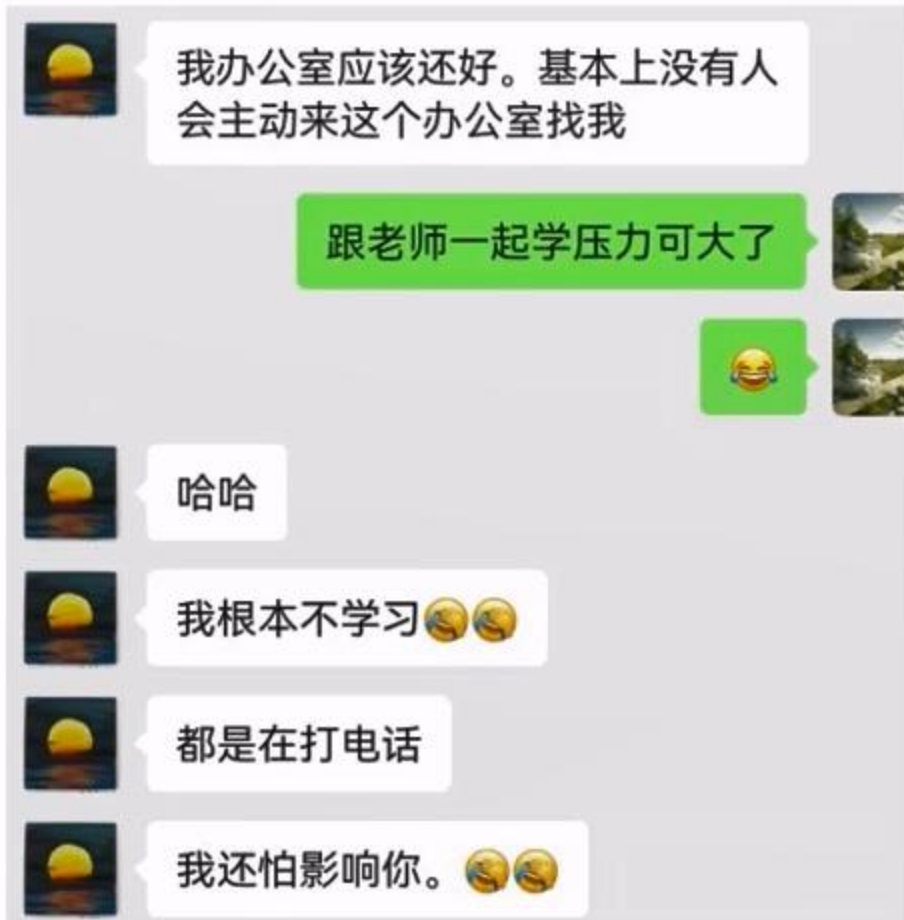 我办公室应该还好。基本上没有人
会主动来这个办公室找我
跟老师一起学压力可大了
😂
哈哈
我根本不学习🤦🤦
都是在打电话
我还怕影响你。🤦🤦